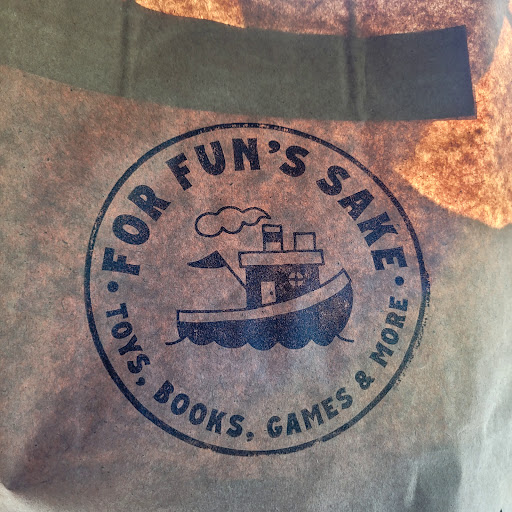 FOR FUN'S SAKE
TOYS, BOOKS, GAMES & MORE